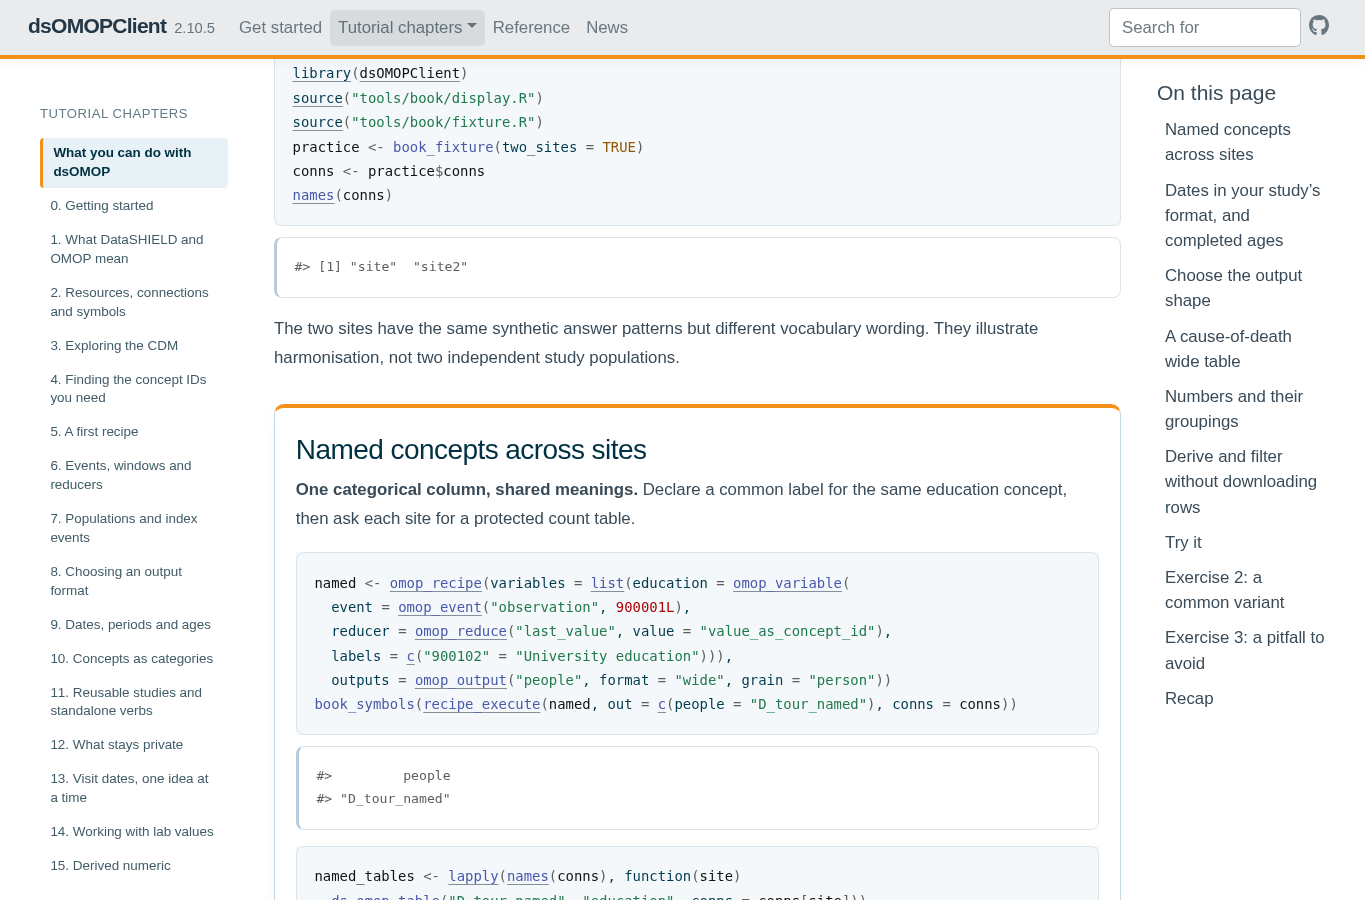 dsOMOPClient 2.10.5 Get started Tutorial chapters Reference News Search for
TUTORIAL CHAPTERS
What you can do with
dsOMOP
0. Getting started
1. What DataSHIELD and
OMOP mean
2. Resources, connections
and symbols
3. Exploring the CDM
4. Finding the concept IDs
you need
5. A first recipe
6. Events, windows and
reducers
7. Populations and index
events
8. Choosing an output
format
9. Dates, periods and ages
10. Concepts as categories
11. Reusable studies and
standalone verbs
12. What stays private
13. Visit dates, one idea at
a time
14. Working with lab values
15. Derived numeric
library(dsOMOPClient)
source("tools/book/display.R")
source("tools/book/fixture.R")
practice <- book_fixture(two_sites = TRUE)
conns <- practice$conns
names(conns)
#> [1] "site"  "site2"
The two sites have the same synthetic answer patterns but different vocabulary wording. They illustrate
harmonisation, not two independent study populations.
Named concepts across sites
One categorical column, shared meanings. Declare a common label for the same education concept,
then ask each site for a protected count table.
named <- omop_recipe(variables = list(education = omop_variable(
  event = omop_event("observation", 900001L),
  reducer = omop_reduce("last_value", value = "value_as_concept_id"),
  labels = c("900102" = "University education"))),
  outputs = omop_output("people", format = "wide", grain = "person"))
book_symbols(recipe_execute(named, out = c(people = "D_tour_named"), conns = conns))
#>         people
#> "D_tour_named"
named_tables <- lapply(names(conns), function(site)
  ds.omop.table("D_tour_named", "education", conns = conns[site]))
On this page
Named concepts
across sites
Dates in your study’s
format, and
completed ages
Choose the output
shape
A cause-of-death
wide table
Numbers and their
groupings
Derive and filter
without downloading
rows
Try it
Exercise 2: a
common variant
Exercise 3: a pitfall to
avoid
Recap